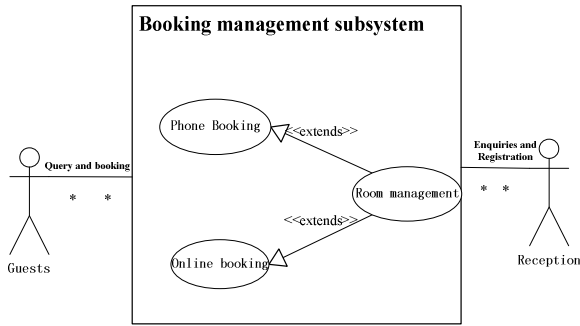 Booking management subsystem
Phone Booking
<<extends>>
Query and booking
* *
Guests
Enquiries and
Registration
* *
Reception
Room management
<<extends>>
Online booking